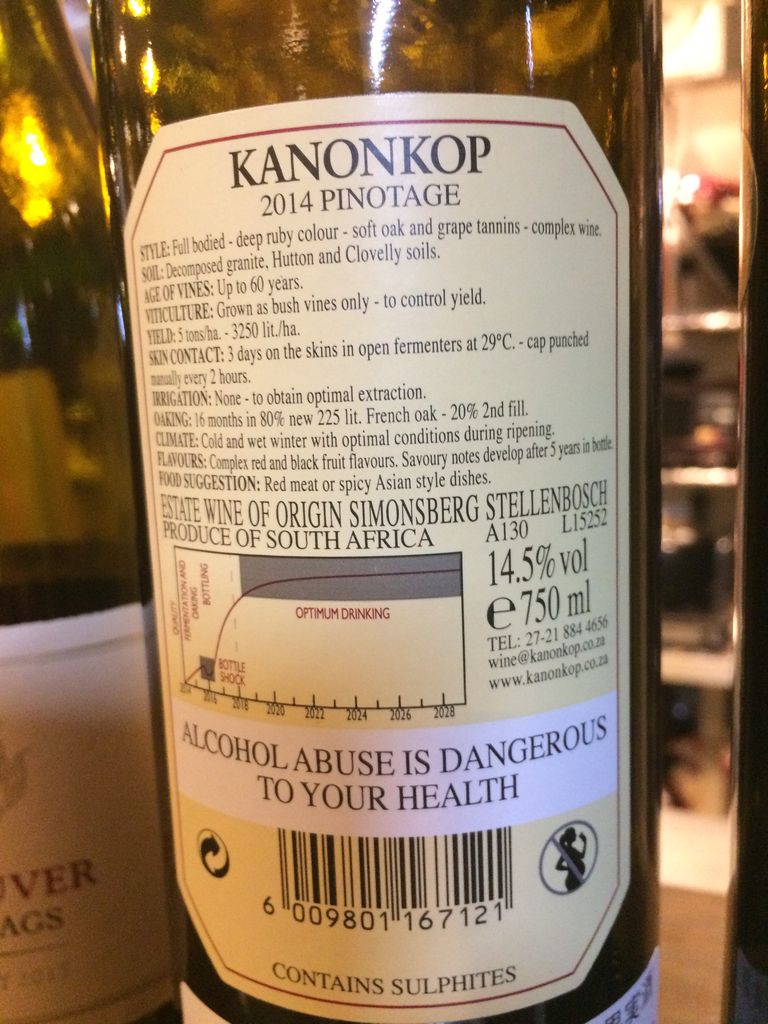 KANONKOP
2014 PINOTAGE
STYLE: Full bodied - deep ruby colour - soft oak and grape tannins - complex wine.
SOIL: Decomposed granite, Hutton and Clovelly soils.
AGE OF VINES: Up to 60 years.
VITICULTURE: Grown as bush vines only - to control yield.
YIELD: 5 tons/ha. - 3250 lit./ha.
SKIN CONTACT: 3 days on the skins in open fermenters at 29°C. - cap punched
manually every 2 hours.
IRRIGATION: None - to obtain optimal extraction.
OAKING: 16 months in 80% new 225 lit. French oak - 20% 2nd fill.
CLIMATE: Cold and wet winter with optimal conditions during ripening.
FLAVOURS: Complex red and black fruit flavours. Savoury notes develop after 5 years in bottle.
FOOD SUGGESTION: Red meat or spicy Asian style dishes.
ESTATE WINE OF ORIGIN SIMONSBERG STELLENBOSCH
PRODUCE OF SOUTH AFRICA
A130 L15252
14.5% vol
e 750 ml
TEL: 27-21 884 4656
wine@kanonkop.co.za
www.kanonkop.co.za
QUALITY
FERMENTATION AND
OAKING
BOTTLING
OPTIMUM DRINKING
BOTTLE
SHOCK
2014 2016 2018 2020 2022 2024 2026 2028
ALCOHOL ABUSE IS DANGEROUS
TO YOUR HEALTH
6 009801 167121
CONTAINS SULPHITES
UVER
AGS